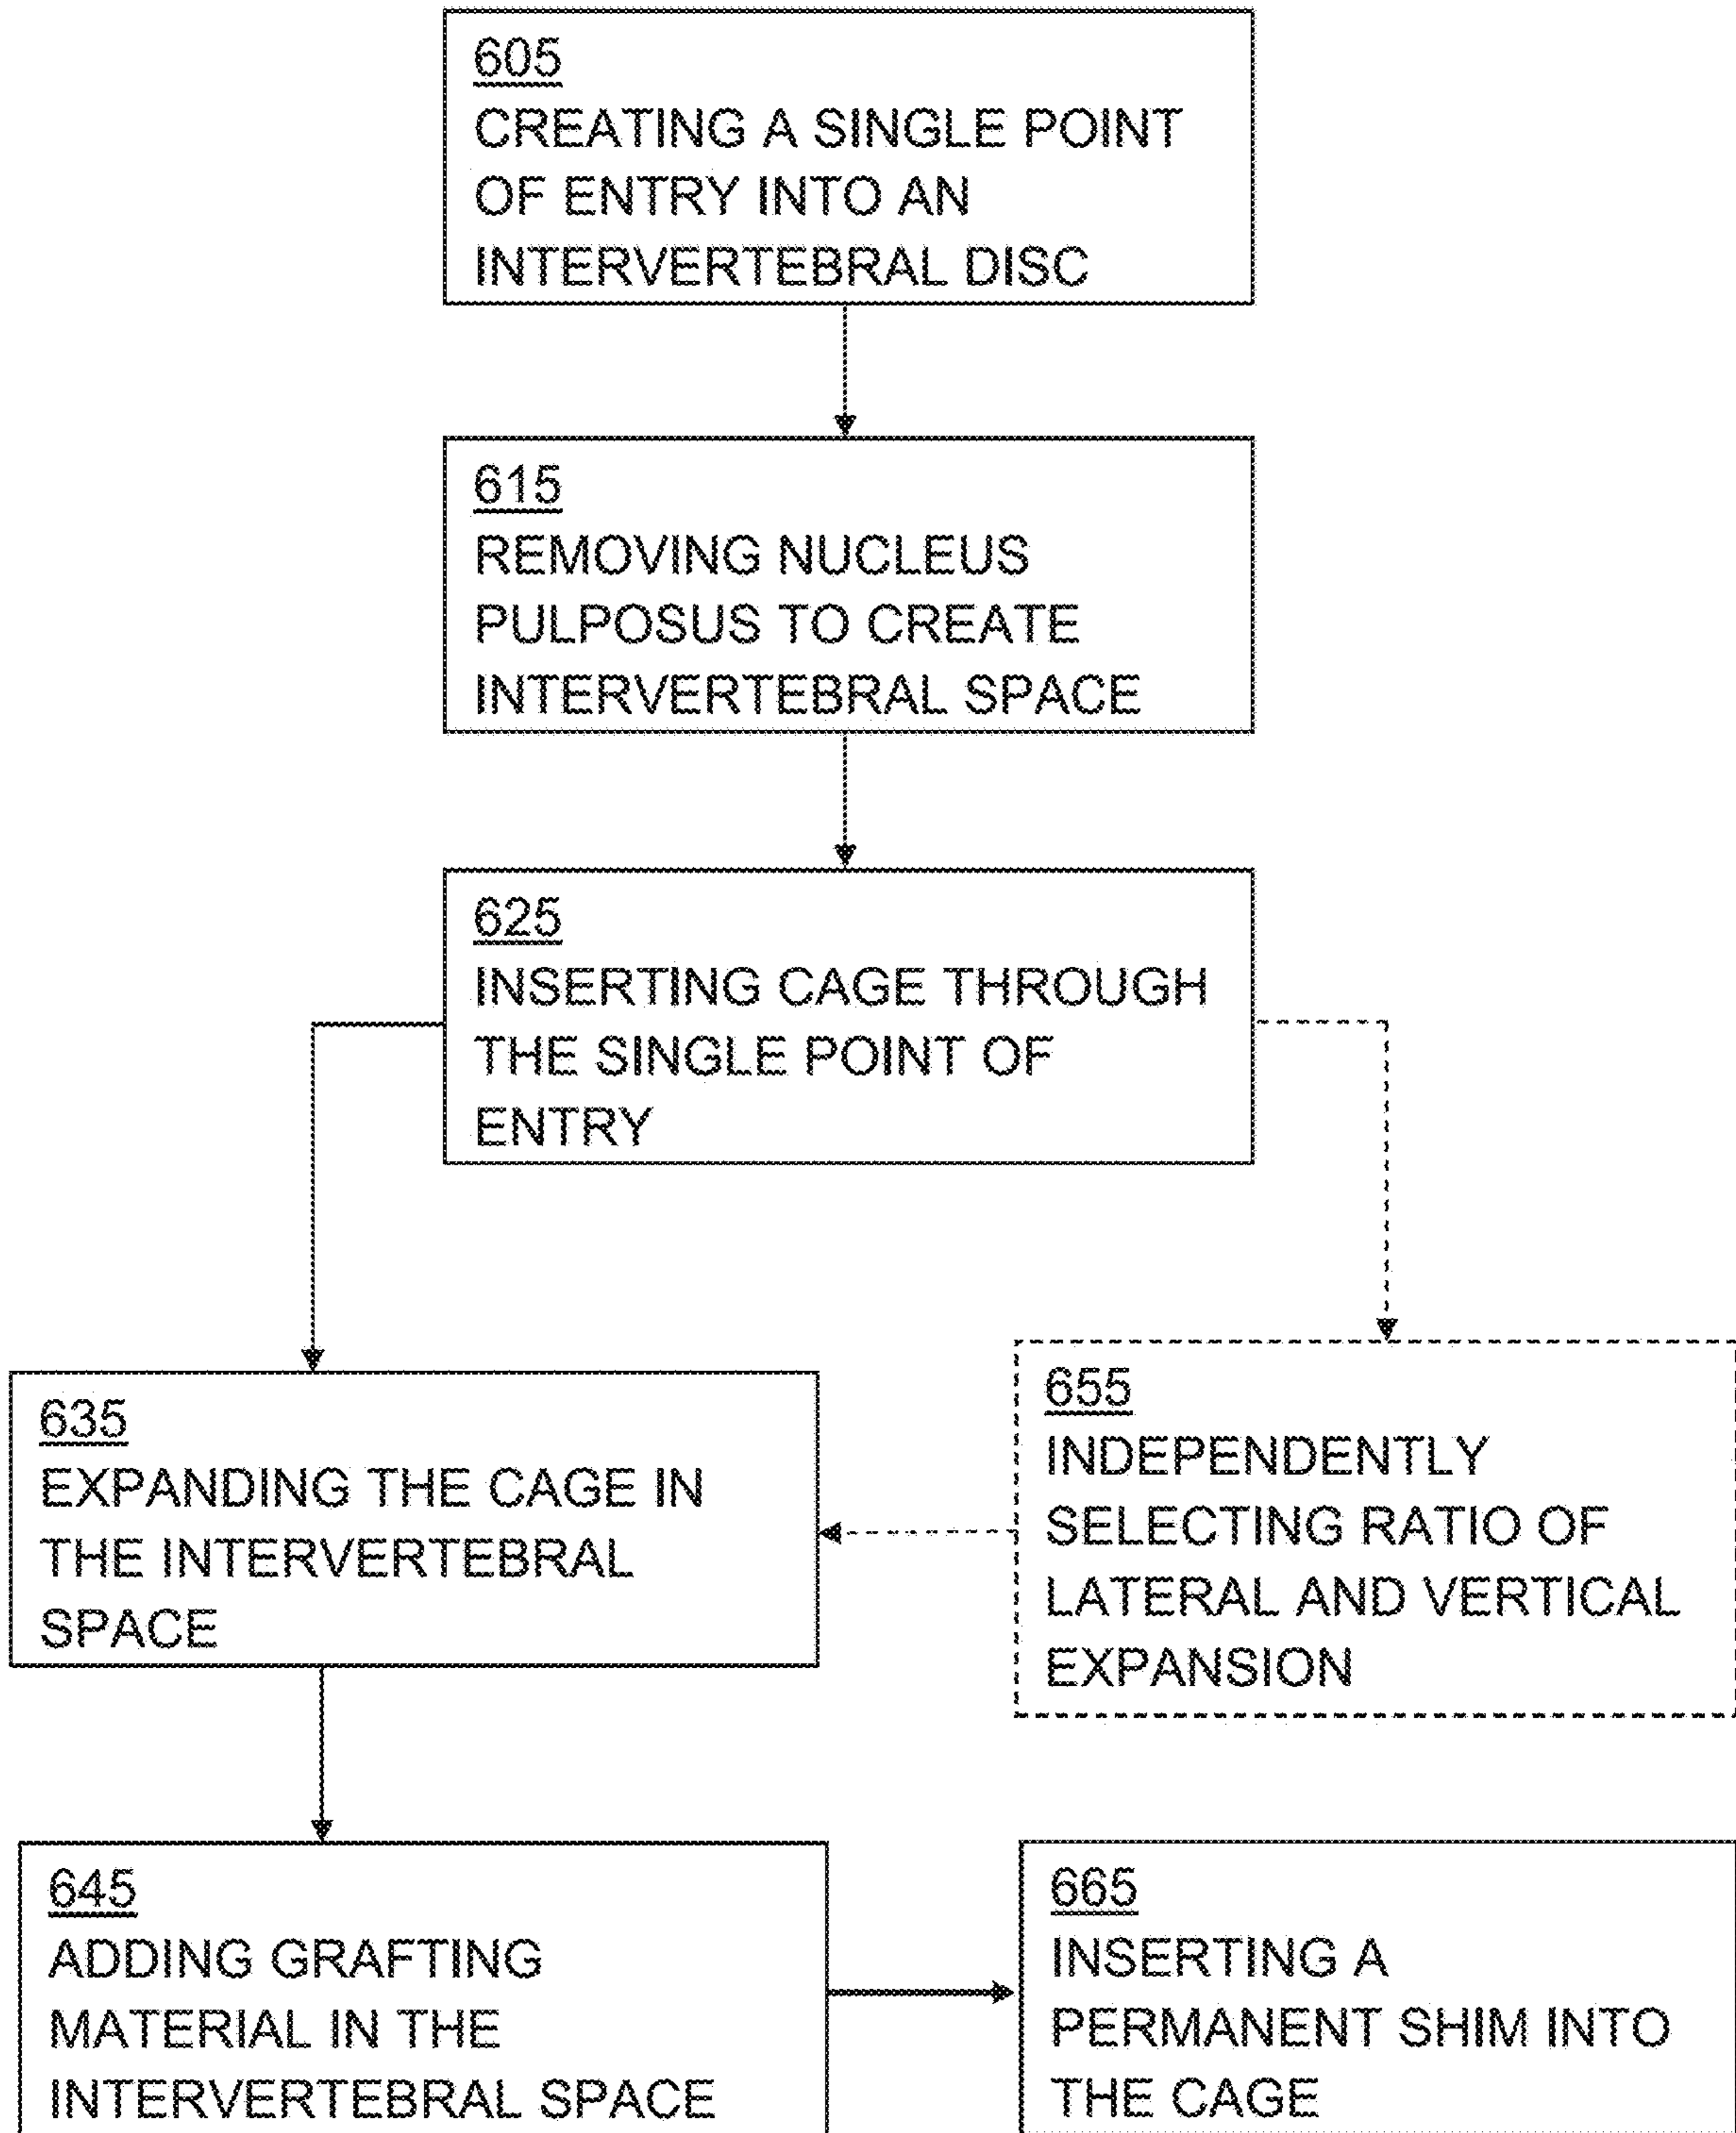 605
CREATING A SINGLE POINT
OF ENTRY INTO AN
INTERVERTEBRAL DISC
615
REMOVING NUCLEUS
PULPOSUS TO CREATE
INTERVERTEBRAL SPACE
625
INSERTING CAGE THROUGH
THE SINGLE POINT OF
ENTRY
635
EXPANDING THE CAGE IN
THE INTERVERTEBRAL
SPACE
655
INDEPENDENTLY
SELECTING RATIO OF
LATERAL AND VERTICAL
EXPANSION
645
ADDING GRAFTING
MATERIAL IN THE
INTERVERTEBRAL SPACE
665
INSERTING A
PERMANENT SHIM INTO
THE CAGE